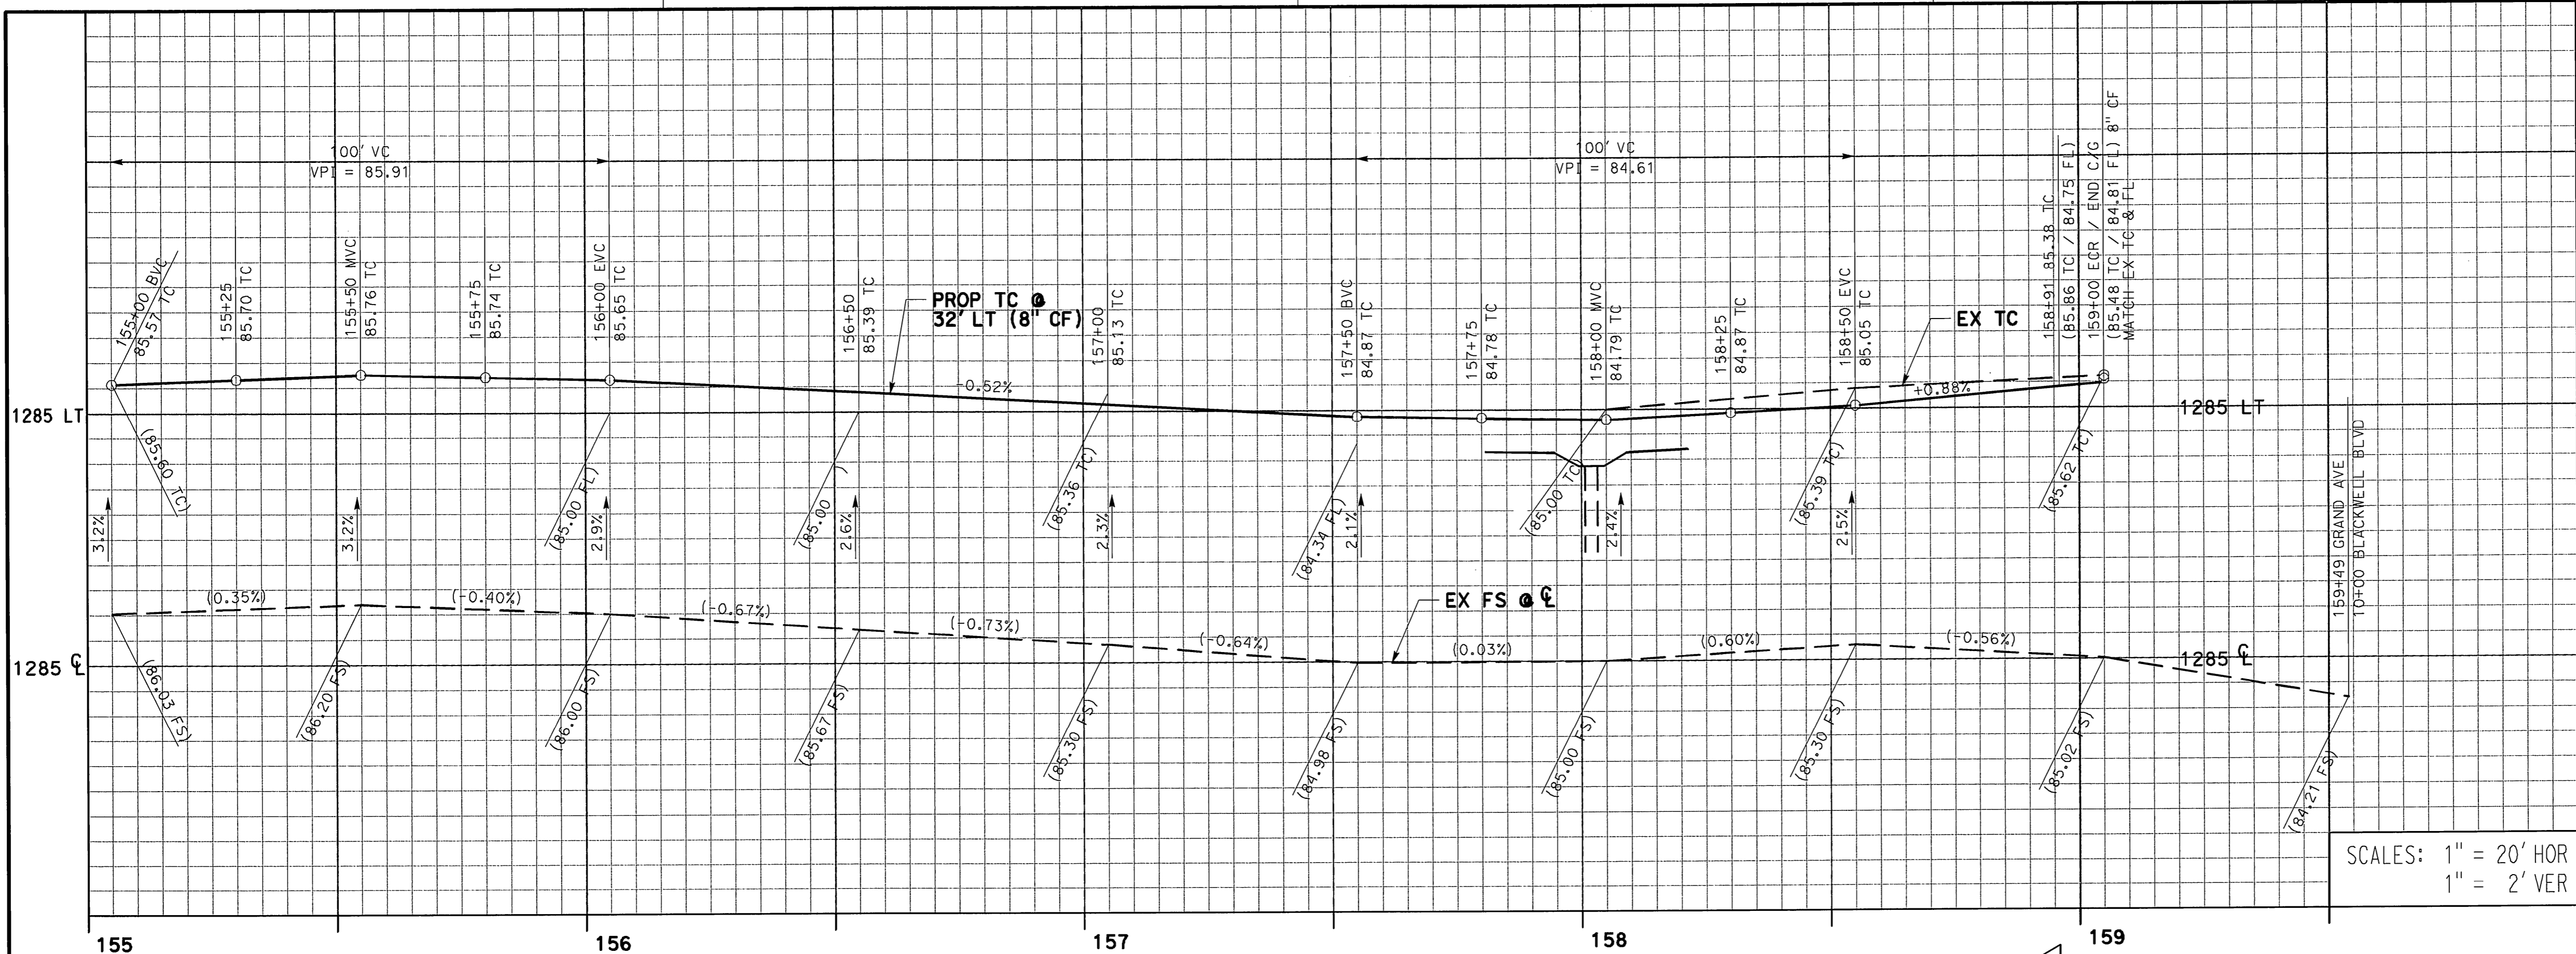 100' VC
VPI = 85.91
100' VC
VPI = 84.61
155+00 BVC
85.57 TC
155+25
85.70 TC
155+50 MVC
85.76 TC
155+75
85.74 TC
156+00 EVC
85.65 TC
156+50
85.39 TC
PROP TC @
32' LT (8" CF)
157+00
85.13 TC
157+50 BVC
84.87 TC
157+75
84.78 TC
158+00 MVC
84.79 TC
158+25
84.87 TC
158+50 EVC
85.05 TC
EX TC
158+91 85.38 TC
(85.86 TC / 84.75 FL)
159+00 ECR / END C/G
(85.48 TC / 84.81 FL) 8" CF
MATCH EX TC & FL
-0.52%
+0.88%
1285 LT
1285 LT
(85.60 TC)
(85.00 FL)
(85.00 )
(85.36 TC)
(84.34 FL)
(85.00 TC)
(85.39 TC)
(85.62 TC)
3.2%
3.2%
2.9%
2.6%
2.3%
2.1%
2.4%
2.5%
159+49 GRAND AVE
10+00 BLACKWELL BLVD
(0.35%)
(-0.40%)
(-0.67%)
(-0.73%)
(-0.64%)
(0.03%)
(0.60%)
(-0.56%)
EX FS @ ℄
1285 ℄
1285 ℄
(86.03 FS)
(86.20 FS)
(86.00 FS)
(85.67 FS)
(85.30 FS)
(84.98 FS)
(85.00 FS)
(85.30 FS)
(85.02 FS)
(84.21 FS)
SCALES: 1" = 20' HOR
1" = 2' VER
155
156
157
158
159